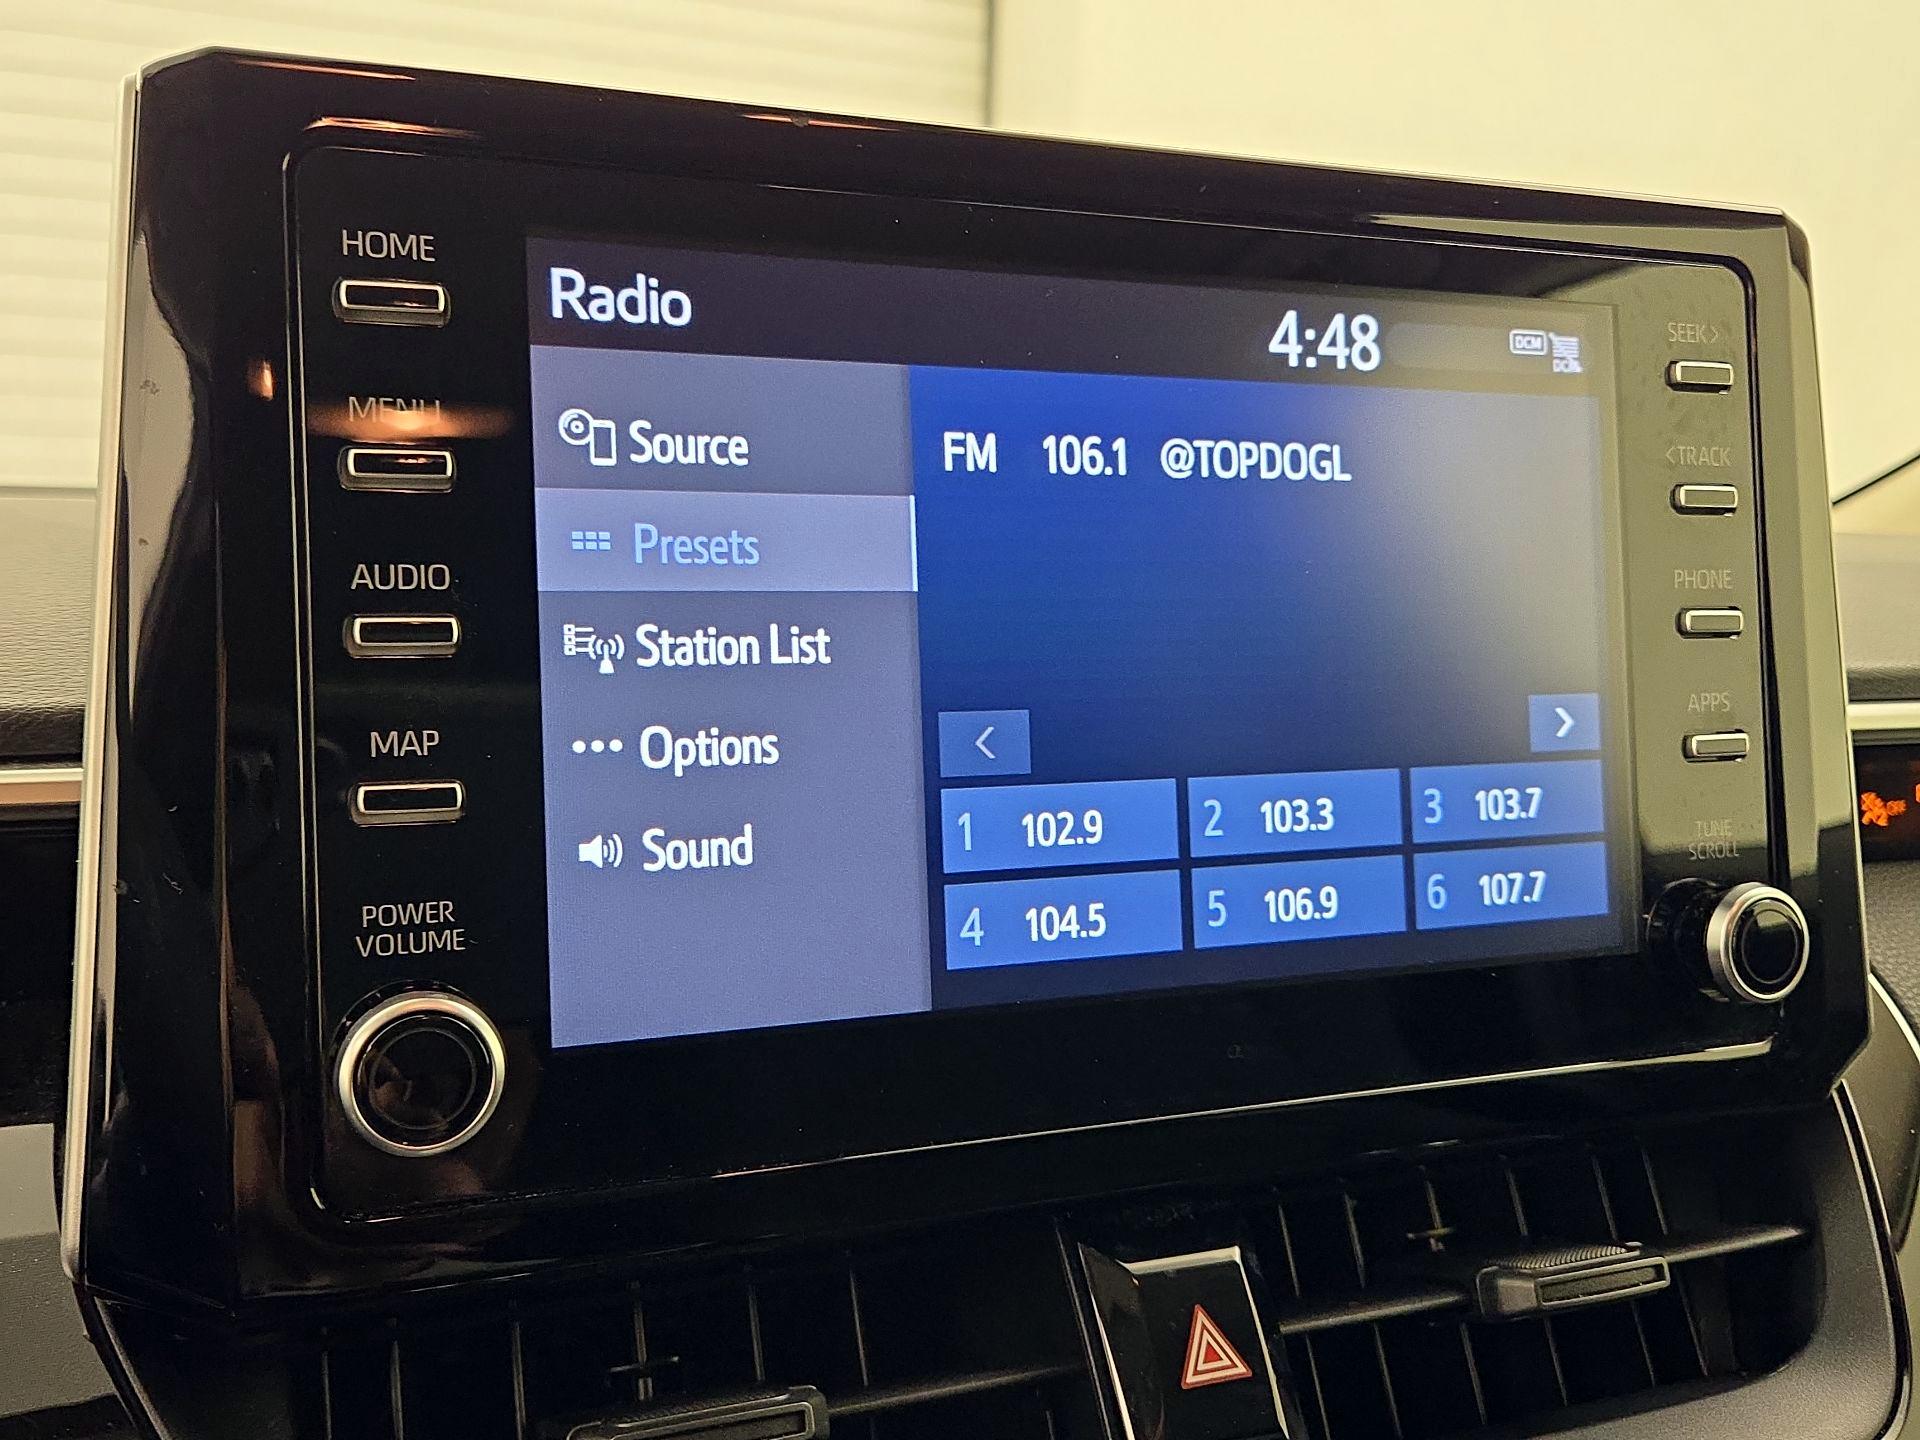 HOME
MENU
AUDIO
MAP
POWER
VOLUME
Radio
4:48
DCM
DCM
Source
Presets
Station List
Options
Sound
FM 106.1 @TOPDOGL
<
>
1 102.9
2 103.3
3 103.7
4 104.5
5 106.9
6 107.7
SEEK>
<TRACK
PHONE
APPS
TUNE
SCROLL
OFF